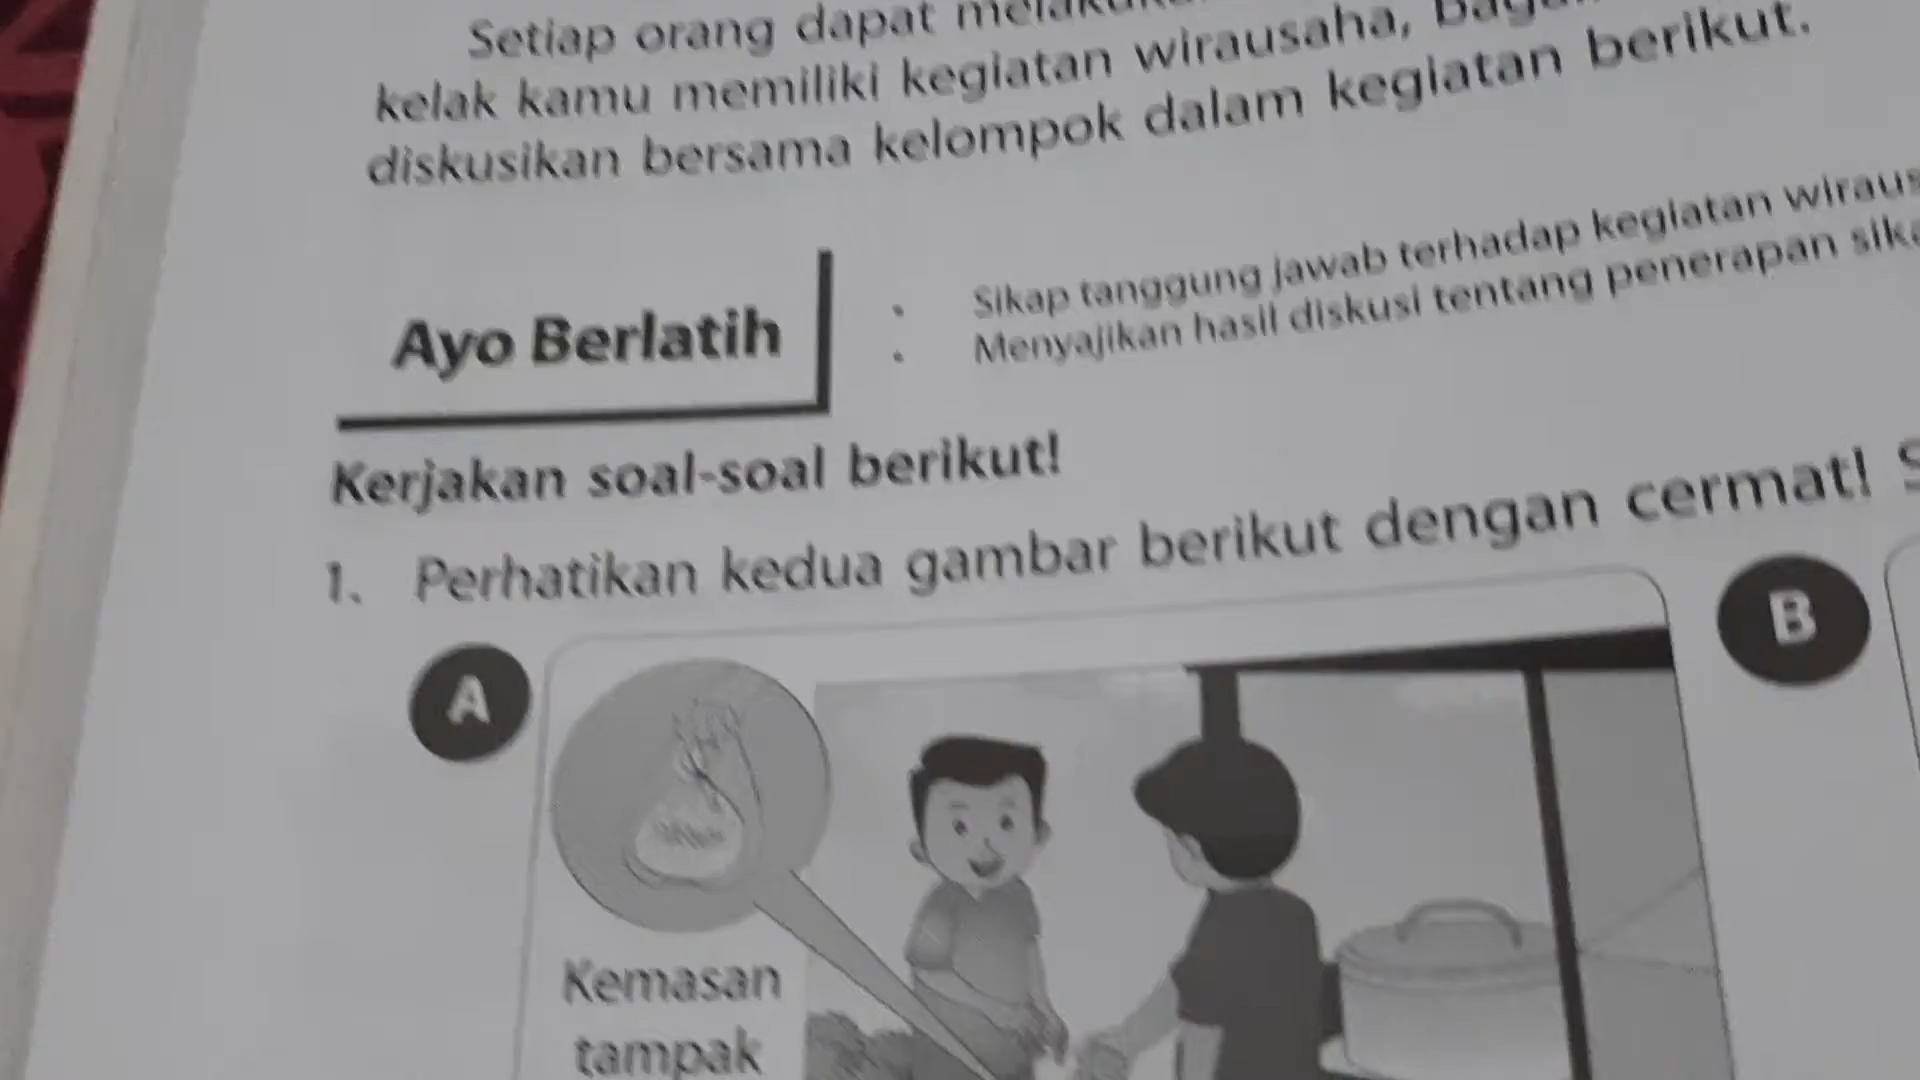 Setiap orang dapat
kelak kamu memiliki kegiatan wirausaha,
diskusikan bersama kelompok dalam kegiatan berikut.
Ayo Berlatih
• Sikap tanggung jawab terhadap kegiatan
• Menyajikan hasil diskusi tentang penerapan
Kerjakan soal-soal berikut!
1. Perhatikan kedua gambar berikut dengan cermat!
A
B
Kemasan
tampak